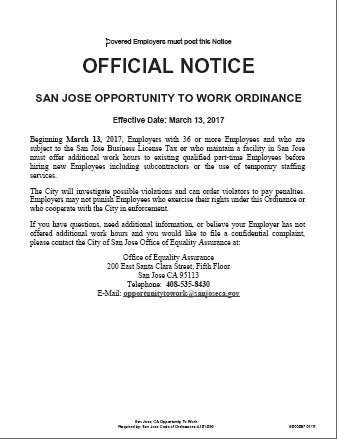 Covered Employers must post this Notice
OFFICIAL NOTICE
SAN JOSE OPPORTUNITY TO WORK ORDINANCE
Effective Date: March 13, 2017
Beginning March 13, 2017, Employers with 36 or more Employees and who are
subject to the San Jose Business License Tax or who maintain a facility in San Jose
must offer additional work hours to existing qualified part-time Employees before
hiring new Employees including subcontractors or the use of temporary staffing
services.
The City will investigate possible violations and can order violators to pay penalties.
Employers may not punish Employees who exercise their rights under this Ordinance or
who cooperate with the City in enforcement.
If you have questions, need additional information, or believe your Employer has not
offered additional work hours and you would like to file a confidential complaint,
please contact the City of San Jose Office of Equality Assurance at:
Office of Equality Assurance
200 East Santa Clara Street, Fifth Floor
San Jose CA 95113
Telephone: 408-535-8430
E-Mail: opportunitytowork@sanjoseca.gov
San Jose, CA Opportunity To Work
Required by: San Jose Code of Ordinances